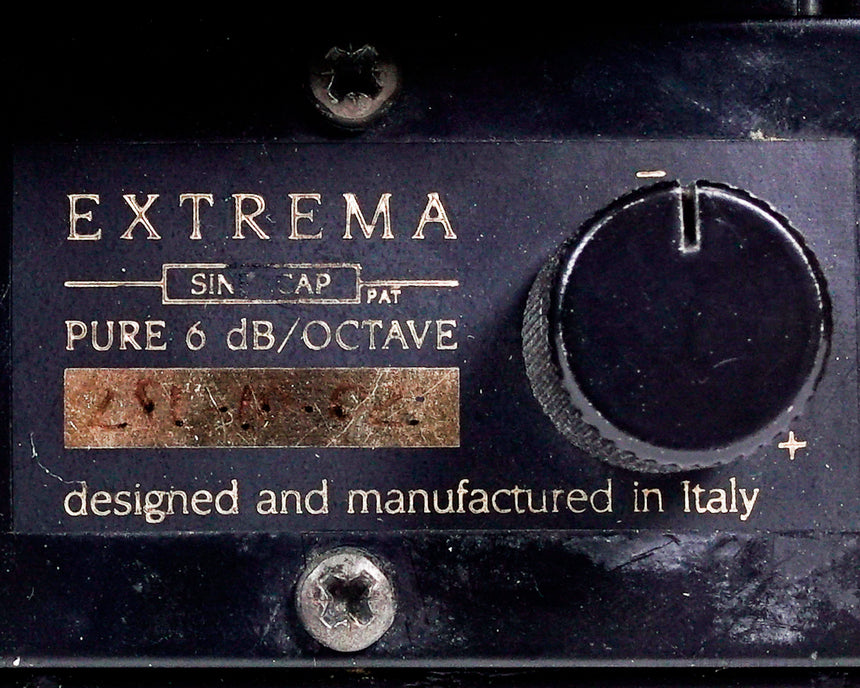 EXTREMA
PAT
PURE 6 dB/OCTAVE
designed and manufactured in Italy
−
+